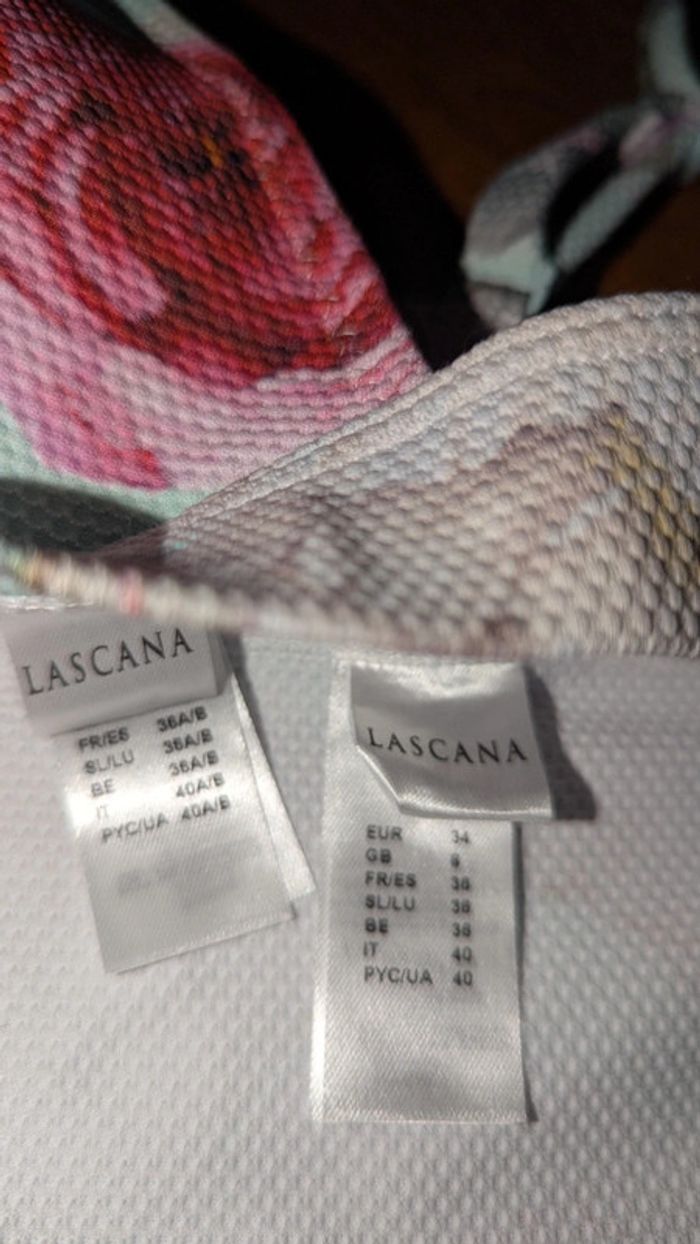 LASCANA
FR/ES 36A/B
SL/LU 36A/B
BE 36A/B
IT 40A/B
PYC/UA 40A/B
LASCANA
EUR 34
GB 8
FR/ES 36
SL/LU 36
BE 36
IT 40
PYC/UA 40